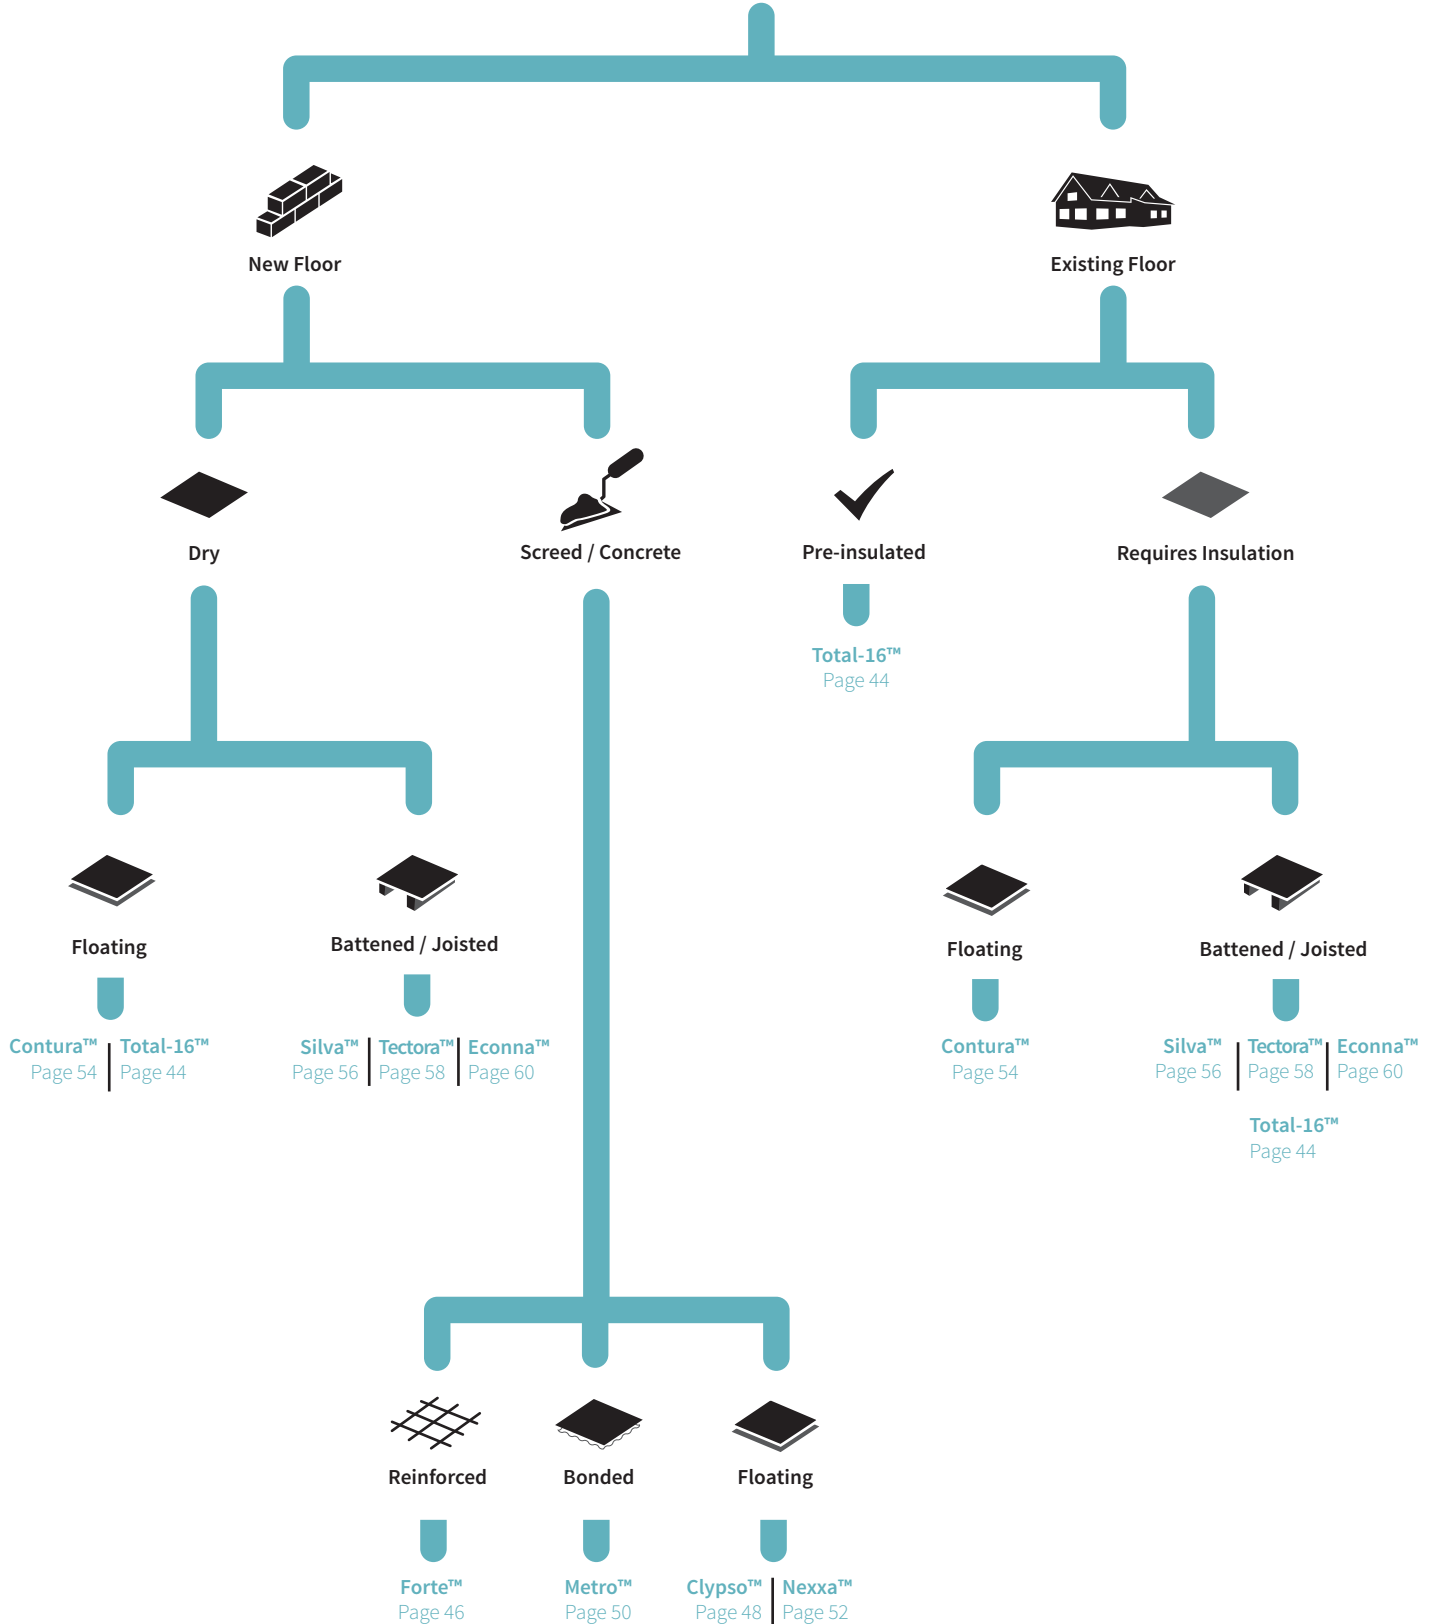 New Floor
Existing Floor
Dry
Screed / Concrete
Pre-insulated
Requires Insulation
Total-16™
Page 44
Floating
Battened / Joisted
Floating
Battened / Joisted
Contura™
Page 54
Total-16™
Page 44
Silva™
Page 56
Tectora™
Page 58
Econna™
Page 60
Contura™
Page 54
Silva™
Page 56
Tectora™
Page 58
Econna™
Page 60
Total-16™
Page 44
Reinforced
Bonded
Floating
Forte™
Page 46
Metro™
Page 50
Clypso™
Page 48
Nexxa™
Page 52